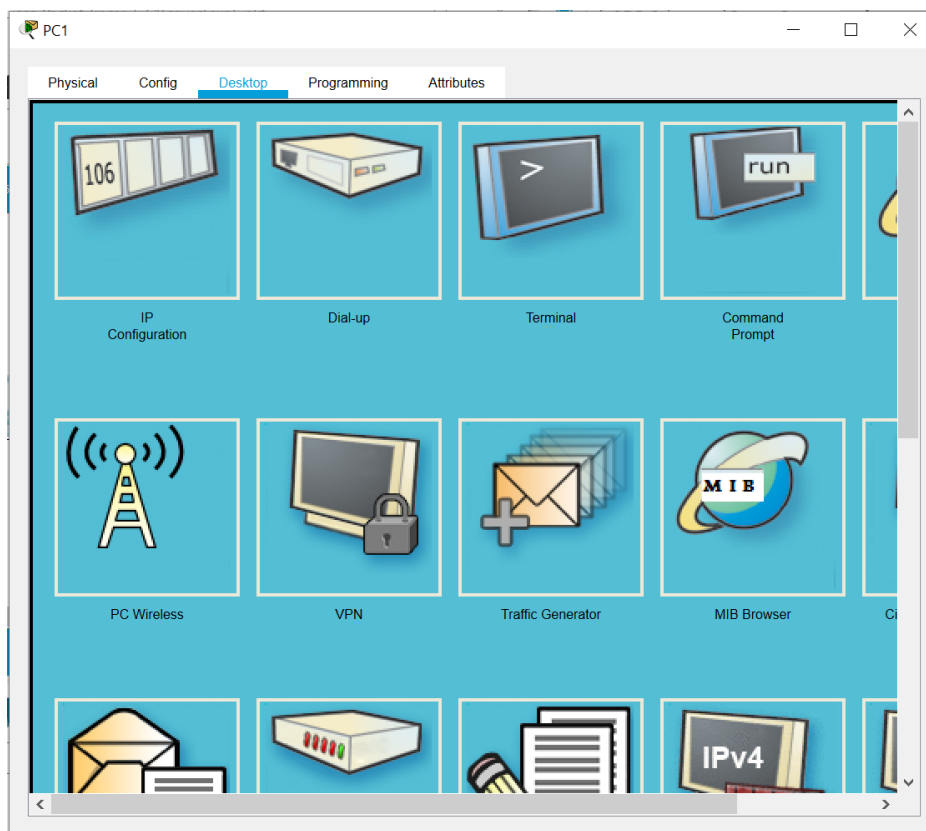 PC1
Physical Config Desktop Programming Attributes
106
>
run
IP
Configuration
Dial-up
Terminal
Command
Prompt
MIB
PC Wireless
VPN
Traffic Generator
MIB Browser
Ci
IPv4